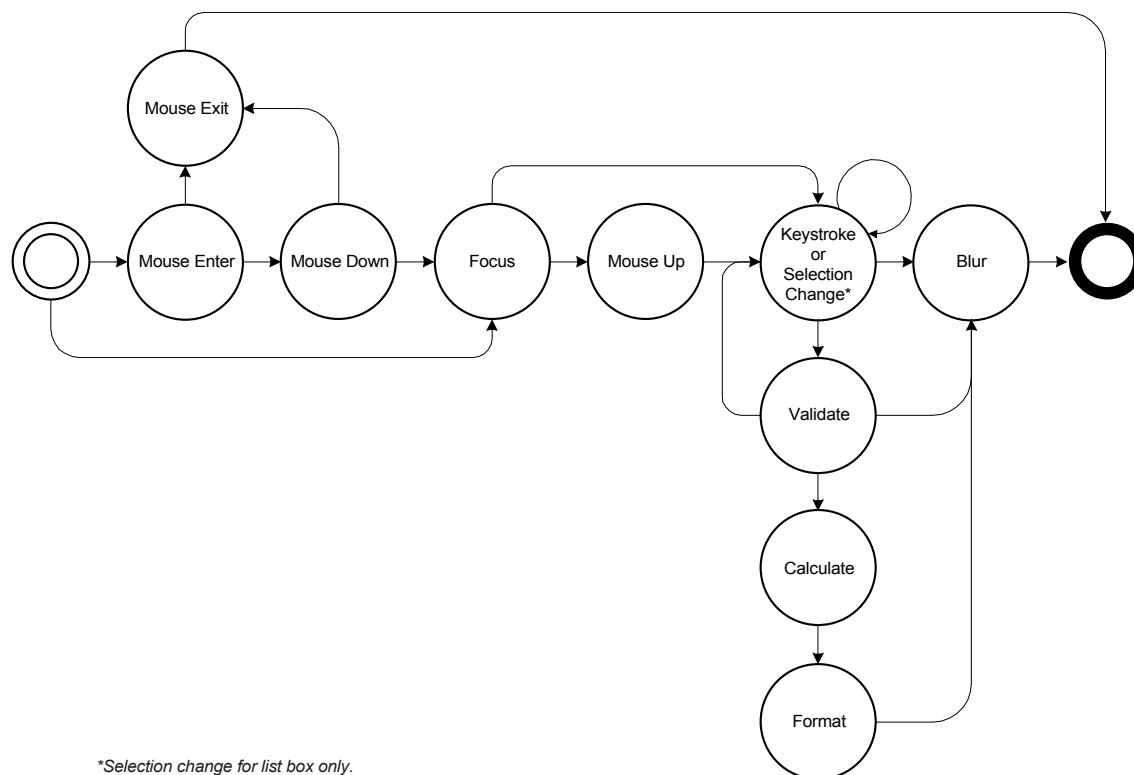 Mouse Exit
Mouse Enter
Mouse Down
Focus
Mouse Up
Keystroke
or
Selection
Change*
Blur
Validate
Calculate
Format
*Selection change for list box only.